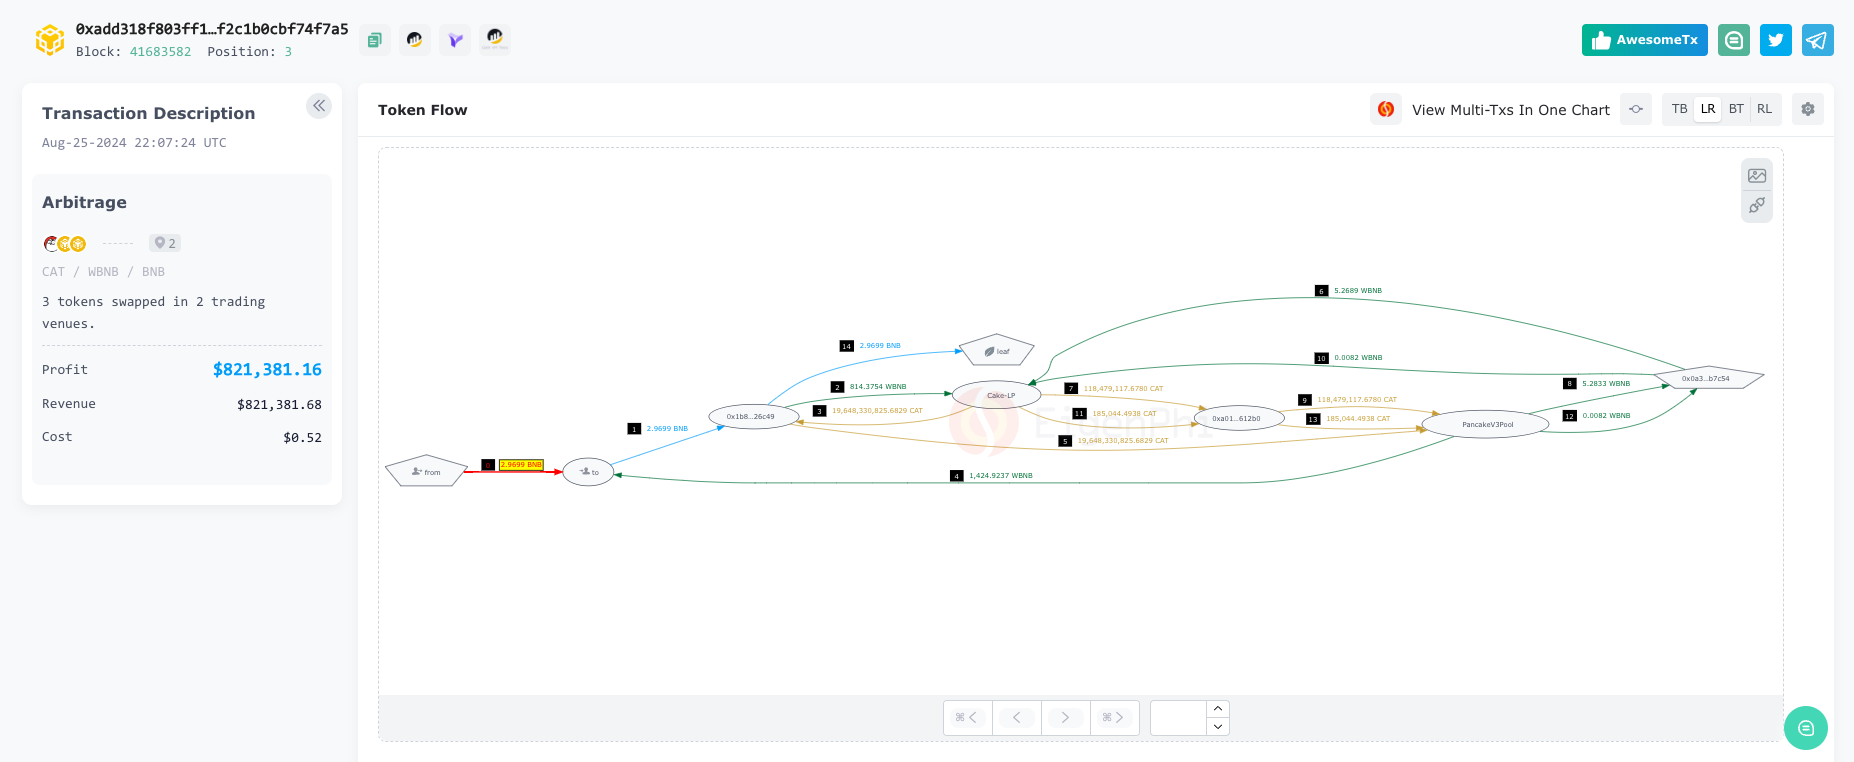 0xadd318f803ff1…f2c1b0cbf74f7a5
Block: 41683582 Position: 3
AwesomeTx
Transaction Description
Aug-25-2024 22:07:24 UTC
Arbitrage
2
CAT / WBNB / BNB
3 tokens swapped in 2 trading
venues.
Profit $821,381.16
Revenue $821,381.68
Cost $0.52
Token Flow
View Multi-Txs In One Chart
TB LR BT RL
6 5.2689 WBNB
14 2.9699 BNB
leaf
10 0.0082 WBNB
0x0a3...b7c54
2 814.3754 WBNB
Cake-LP
7 118,479,117.6780 CAT
8 5.2833 WBNB
3 19,648,330,825.6829 CAT
11 185,044.4938 CAT
9 118,479,117.6780 CAT
12 0.0082 WBNB
0x1b8...26c49
0xa01...612b0
13 185,044.4938 CAT
PancakeV3Pool
1 2.9699 BNB
5 19,648,330,825.6829 CAT
EigenPhi
from
0 2.9699 BNB
to
4 1,424.9237 WBNB
⌘ < < > ⌘ >